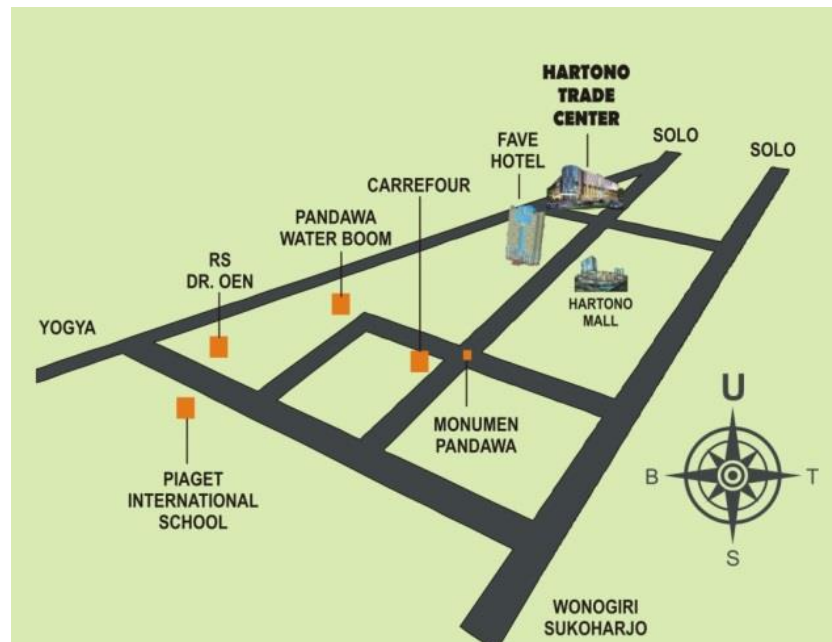 HARTONO
TRADE
CENTER
SOLO
SOLO
FAVE
HOTEL
CARREFOUR
PANDAWA
WATER BOOM
RS
DR. OEN
YOGYA
HARTONO
MALL
MONUMEN
PANDAWA
PIAGET
INTERNATIONAL
SCHOOL
U
B
T
S
WONOGIRI
SUKOHARJO